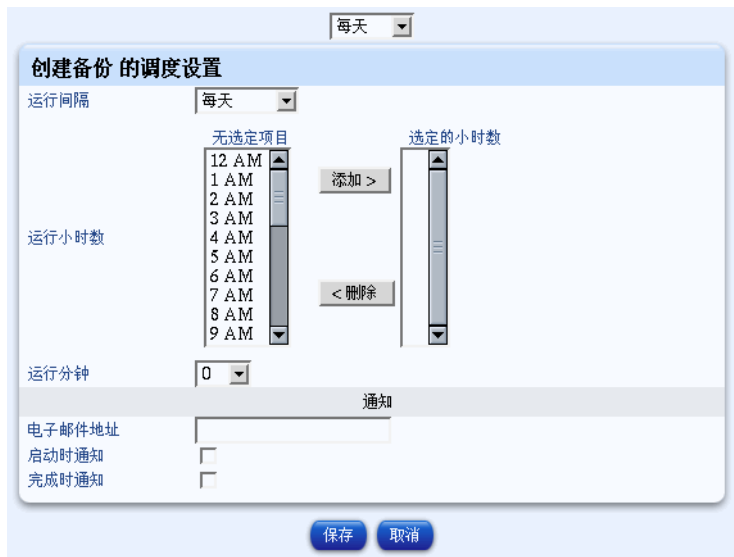 每天
创建备份 的调度设置
运行间隔 每天
无选定项目 选定的小时数
12 AM
1 AM
添加 >
2 AM
3 AM
运行小时数
4 AM
5 AM
6 AM
7 AM
< 删除
8 AM
9 AM
运行分钟 0
通知
电子邮件地址
启动时通知
完成时通知
保存 取消